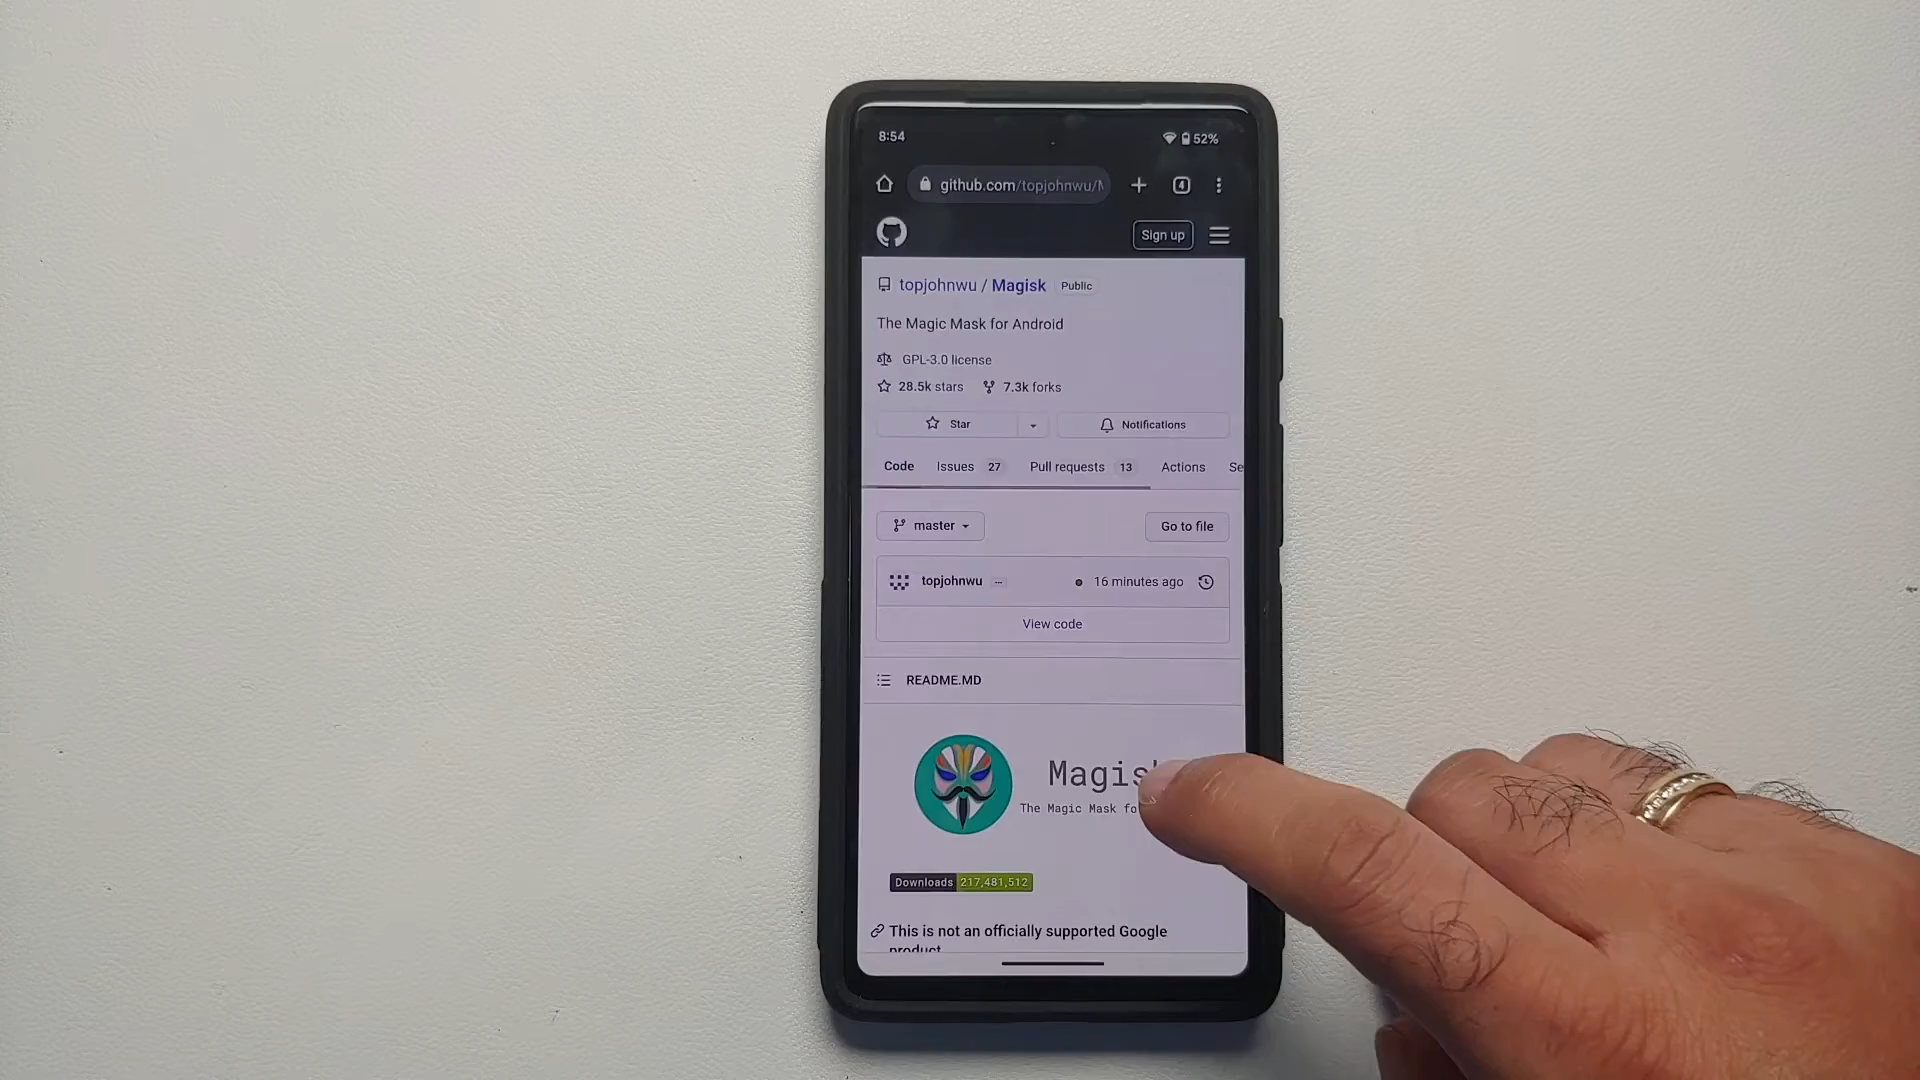 8:54
52%
github.com/topjohnwu/M
4
Sign up
topjohnwu / Magisk Public
The Magic Mask for Android
GPL-3.0 license
28.5k stars 7.3k forks
Star Notifications
Code Issues 27 Pull requests 13 Actions Se
master Go to file
topjohnwu ... 16 minutes ago
View code
README.MD
Magis
The Magic Mask fo
Downloads 217,481,512
This is not an officially supported Google
product